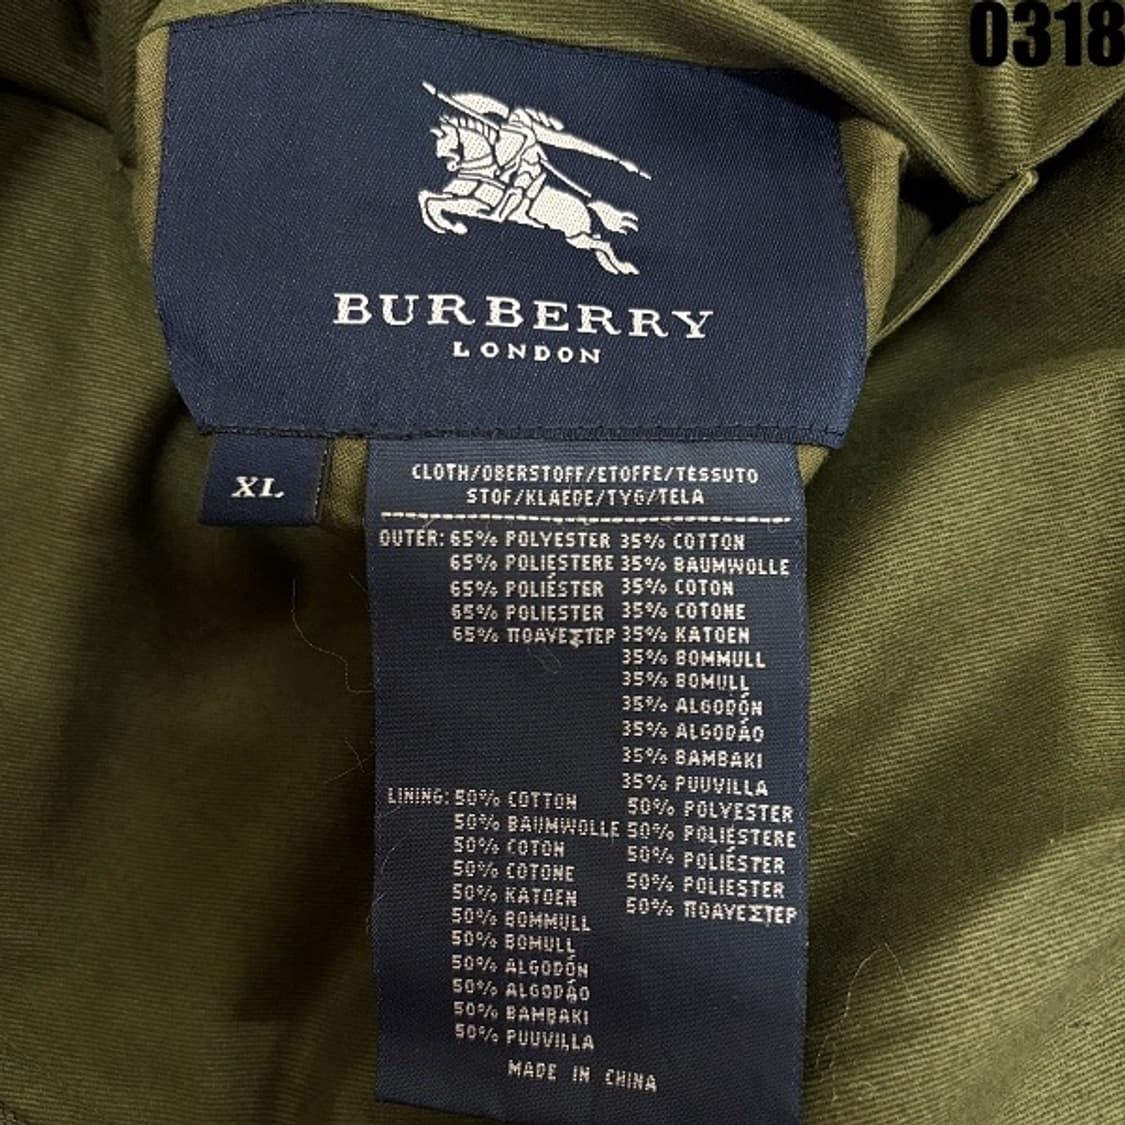 0318
BURBERRY
LONDON
XL
CLOTH/OBERSTOFF/ETOFFE/TESSUTO
STOF/KLAEDE/TYG/TELA
OUTER: 65% POLYESTER 35% COTTON
65% POLIESTERE 35% BAUMWOLLE
65% POLIÉSTER 35% COTON
65% POLIESTER 35% COTONE
65% ΠΟΛΥΕΣΤΕΡ 35% KATOEN
35% BOMMULL
35% BOMULL
35% ALGODÓN
35% ALGODÃO
35% BAMBAKI
35% PUUVILLA
LINING: 50% COTTON 50% POLYESTER
50% BAUMWOLLE 50% POLIÉSTERE
50% COTON 50% POLIÉSTER
50% COTONE 50% POLIESTER
50% KATOEN 50% ΠΟΛΥΕΣΤΕΡ
50% BOMMULL
50% BOMULL
50% ALGODÓN
50% ALGODÃO
50% BAMBAKI
50% PUUVILLA
MADE IN CHINA